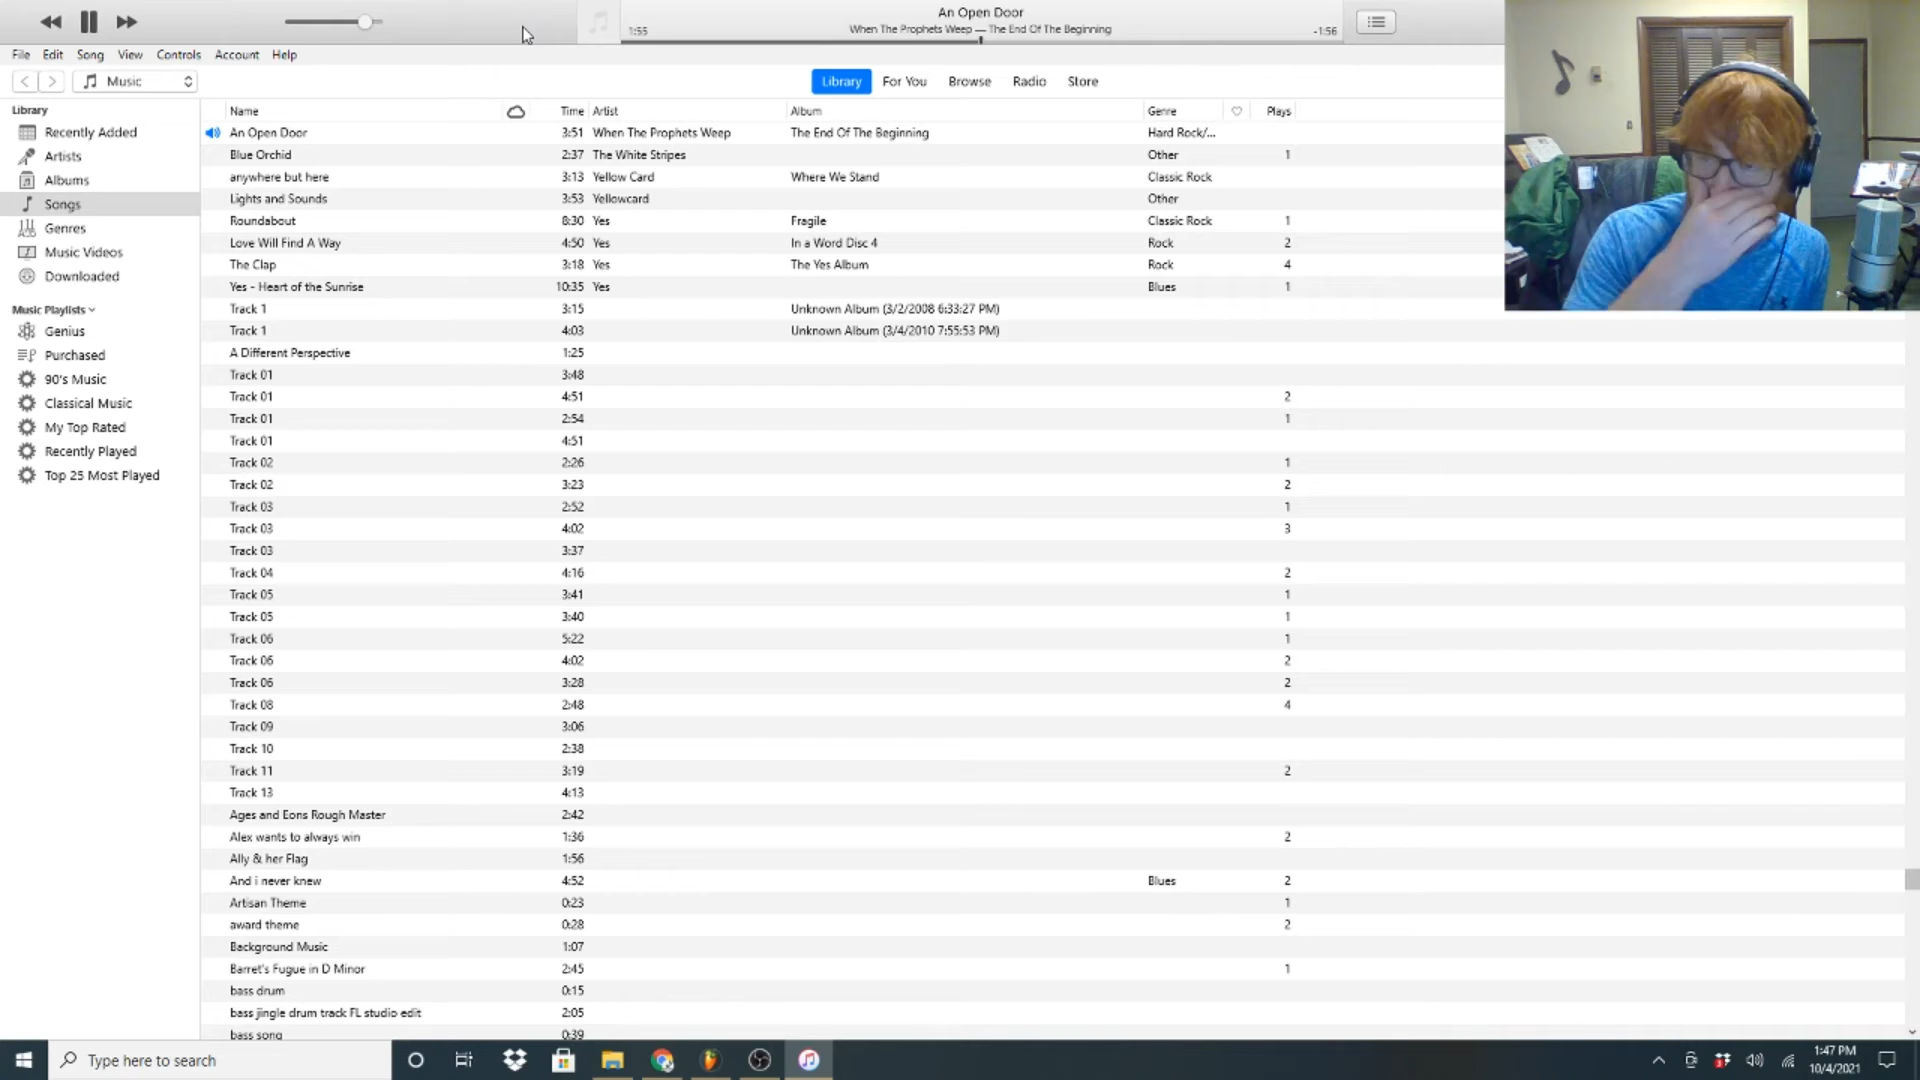 An Open Door
1:55 When The Prophets Weep — The End Of The Beginning -1:56
File Edit Song View Controls Account Help
Music Library For You Browse Radio Store
Library
Recently Added
Artists
Albums
Songs
Genres
Music Videos
Downloaded
Music Playlists
Genius
Purchased
90's Music
Classical Music
My Top Rated
Recently Played
Top 25 Most Played
Name Time Artist Album Genre Plays
An Open Door 3:51 When The Prophets Weep The End Of The Beginning Hard Rock/...
Blue Orchid 2:37 The White Stripes Other 1
anywhere but here 3:13 Yellow Card Where We Stand Classic Rock
Lights and Sounds 3:53 Yellowcard Other
Roundabout 8:30 Yes Fragile Classic Rock 1
Love Will Find A Way 4:50 Yes In a Word Disc 4 Rock 2
The Clap 3:18 Yes The Yes Album Rock 4
Yes - Heart of the Sunrise 10:35 Yes Blues 1
Track 1 3:15 Unknown Album (3/2/2008 6:33:27 PM)
Track 1 4:03 Unknown Album (3/4/2010 7:55:53 PM)
A Different Perspective 1:25
Track 01 3:48
Track 01 4:51 2
Track 01 2:54 1
Track 01 4:51
Track 02 2:26 1
Track 02 3:23 2
Track 03 2:52 1
Track 03 4:02 3
Track 03 3:37
Track 04 4:16 2
Track 05 3:41 1
Track 05 3:40 1
Track 06 5:22 1
Track 06 4:02 2
Track 06 3:28 2
Track 08 2:48 4
Track 09 3:06
Track 10 2:38
Track 11 3:19 2
Track 13 4:13
Ages and Eons Rough Master 2:42
Alex wants to always win 1:36 2
Ally & her Flag 1:56
And i never knew 4:52 Blues 2
Artisan Theme 0:23 1
award theme 0:28 2
Background Music 1:07
Barret's Fugue in D Minor 2:45 1
bass drum 0:15
bass jingle drum track FL studio edit 2:05
bass song 0:39
Type here to search
1:47 PM
10/4/2021